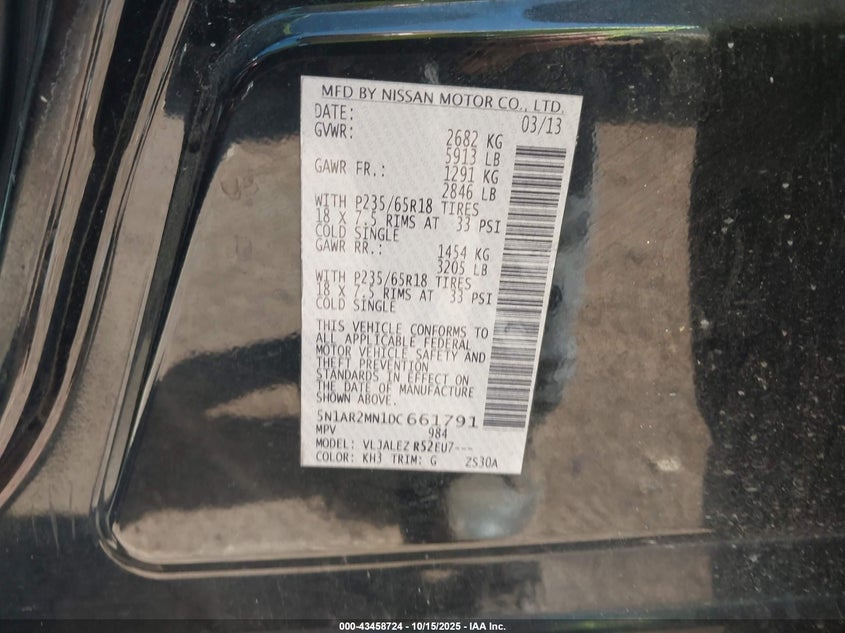 MFD BY NISSAN MOTOR CO., LTD.
DATE: 03/13
GVWR: 2682 KG
5913 LB
GAWR FR.: 1291 KG
2846 LB
WITH P235/65R18 TIRES
18 X 7.5 RIMS AT 33 PSI
COLD SINGLE
GAWR RR.: 1454 KG
3205 LB
WITH P235/65R18 TIRES
18 X 7.5 RIMS AT 33 PSI
COLD SINGLE
THIS VEHICLE CONFORMS TO
ALL APPLICABLE FEDERAL
MOTOR VEHICLE SAFETY AND
THEFT PREVENTION
STANDARDS IN EFFECT ON
THE DATE OF MANUFACTURE
SHOWN ABOVE.
5N1AR2MN1DC661791
MPV 984
MODEL: VLJALEZ R52EU7---
COLOR: KH3 TRIM: G ZS30A
000-43458724 - 10/15/2025 - IAA Inc.